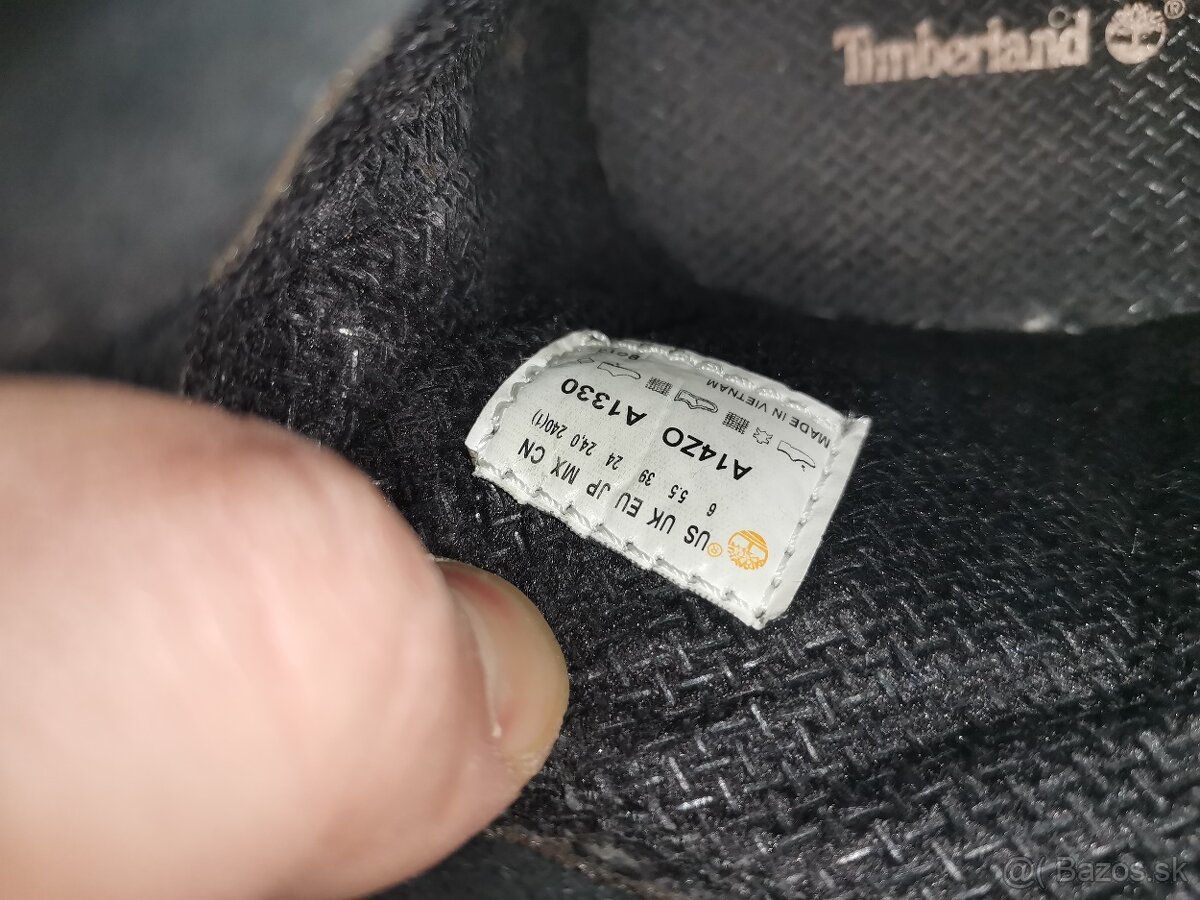 Timberland ®
®
US UK EU JP MX CN
6 5.5 39 24 24,0 240(1)
A14ZO A1330
MADE IN VIETNAM
@( Bazos.sk